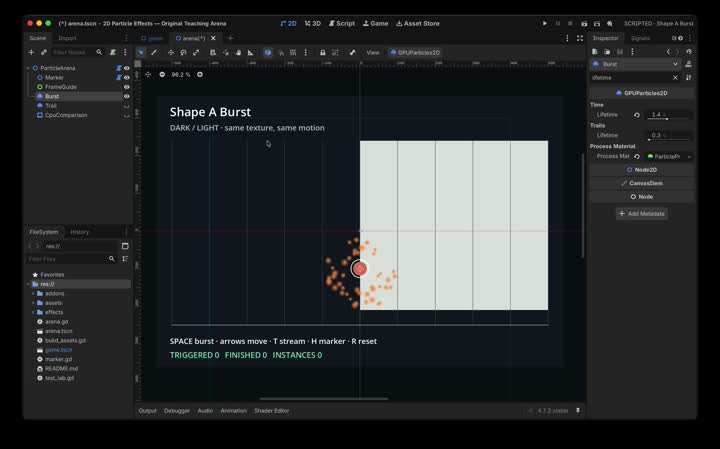 (*) arena.tscn - 2D Particle Effects — Original Teaching Arena
2D 3D Script Game Asset Store
SCRIPTED · Shape A Burst
Scene Import
game arena(*)
Inspector Signals
Filter Nodes
View GPUParticles2D
ParticleArena
Marker
FrameGuide
Burst
Trail
CpuComparison
96.2 %
Burst
lifetime
GPUParticles2D
Time
Lifetime 1.4 s
Trails
Lifetime 0.3 s
Process Material
Process Mat ParticlePr
Node2D
CanvasItem
Node
Add Metadata
Shape A Burst
DARK / LIGHT · same texture, same motion
SPACE burst · arrows move · T stream · H marker · R reset
TRIGGERED 0 FINISHED 0 INSTANCES 0
FileSystem History
res://
Filter Files
Favorites
res://
addons
assets
effects
arena.gd
arena.tscn
build_assets.gd
game.tscn
marker.gd
README.md
test_lab.gd
Output Debugger Audio Animation Shader Editor
4.7.2.stable